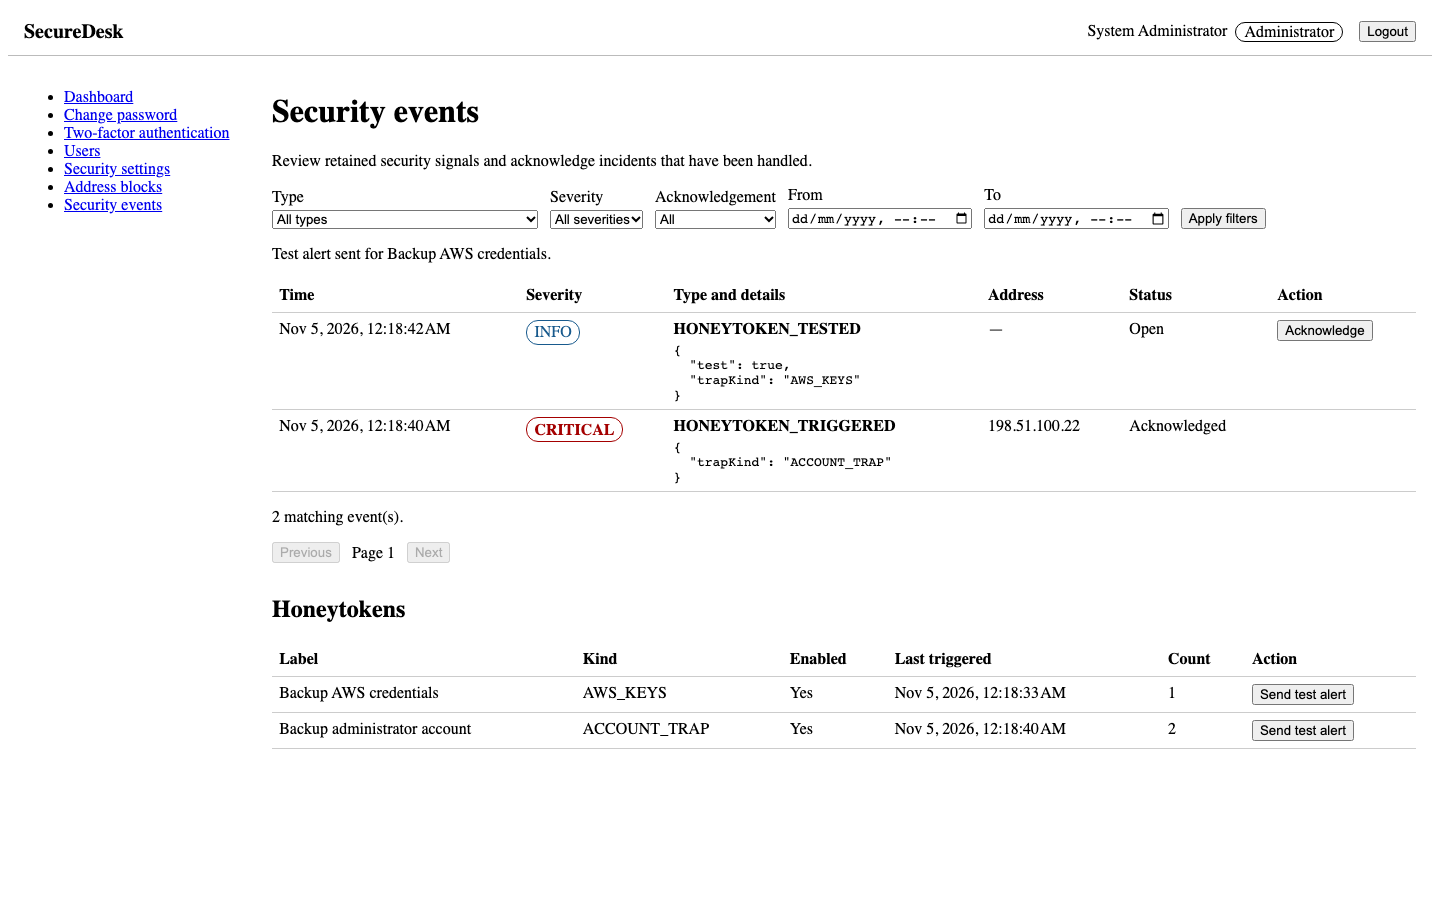 SecureDesk
System Administrator Administrator Logout
Dashboard
Change password
Two-factor authentication
Users
Security settings
Address blocks
Security events
Security events
Review retained security signals and acknowledge incidents that have been handled.
Type Severity Acknowledgement From To
All types All severities All dd/mm/yyyy, --:-- dd/mm/yyyy, --:-- Apply filters
Test alert sent for Backup AWS credentials.
Time Severity Type and details Address Status Action
Nov 5, 2026, 12:18:42 AM INFO HONEYTOKEN_TESTED — Open Acknowledge
{
"test": true,
"trapKind": "AWS_KEYS"
}
Nov 5, 2026, 12:18:40 AM CRITICAL HONEYTOKEN_TRIGGERED 198.51.100.22 Acknowledged
{
"trapKind": "ACCOUNT_TRAP"
}
2 matching event(s).
Previous Page 1 Next
Honeytokens
Label Kind Enabled Last triggered Count Action
Backup AWS credentials AWS_KEYS Yes Nov 5, 2026, 12:18:33 AM 1 Send test alert
Backup administrator account ACCOUNT_TRAP Yes Nov 5, 2026, 12:18:40 AM 2 Send test alert